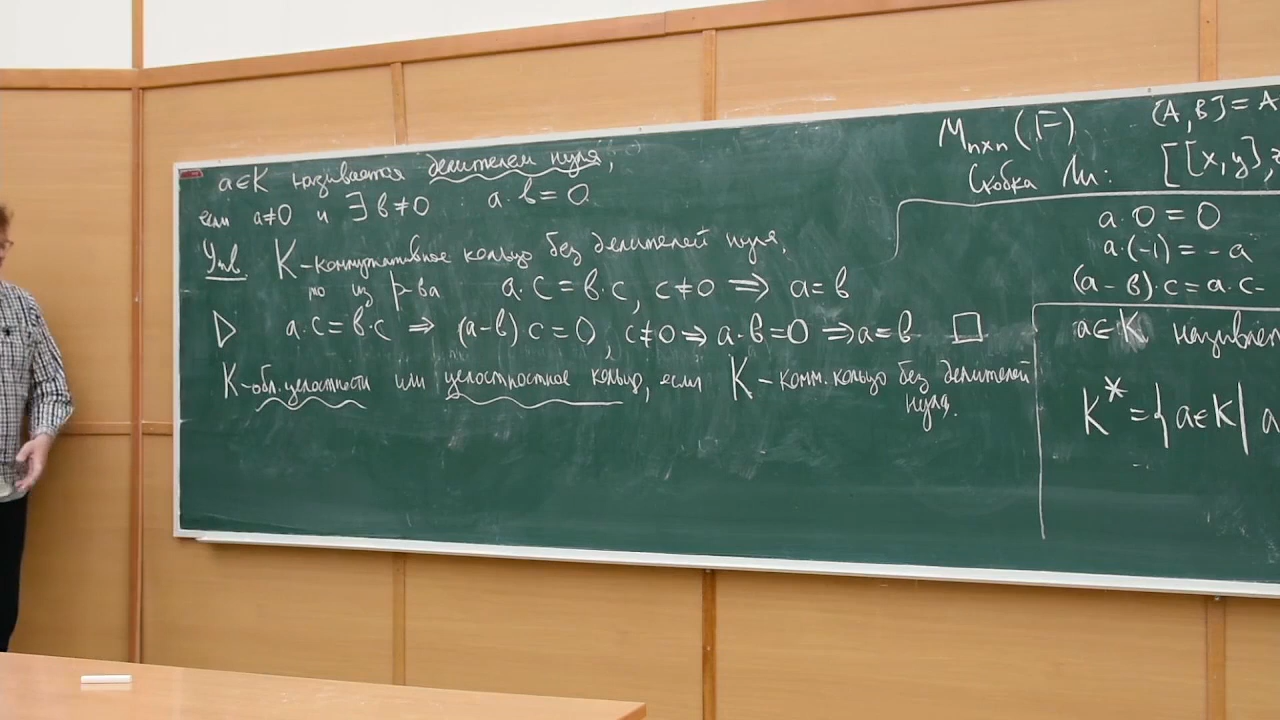 a∈K называется делителем нуля,
если a≠0 и ∃ b≠0 : a·b=0.
Утв. K-коммутативное кольцо без делителей нуля,
то из р-ва a·c=b·c, c≠0 ⇒ a=b
▷ a·c=b·c ⇒ (a-b)c=0, c≠0 ⇒ a-b=0 ⇒ a=b □
K-обл. целостности или целостностное кольцо, если K - комм. кольцо без делителей
нуля.
M_{n×n}(F)
[A,B]=A
Скобка Ли: [[x,y],z
a·0=0
a·(-1)=-a
(a-b)·c=a·c-
a∈K называет
K*={a∈K| a